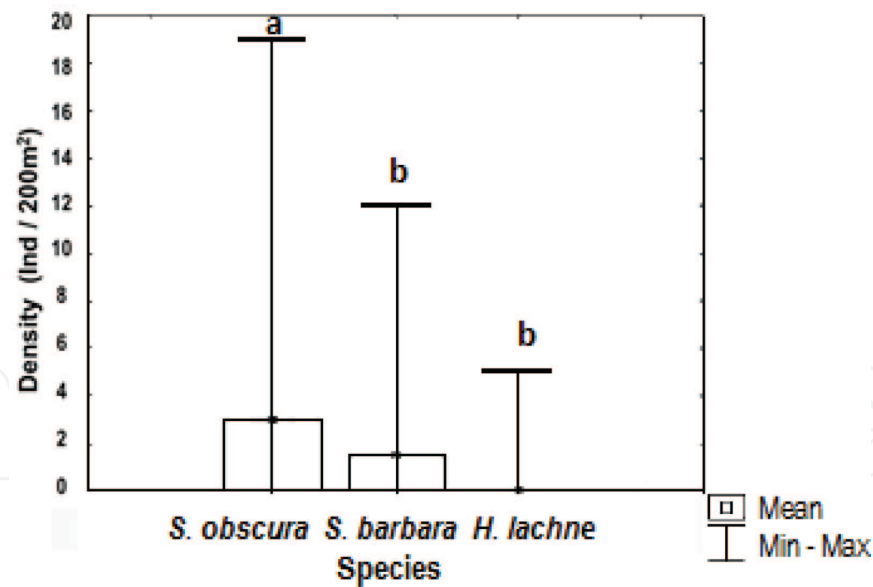 20
18
16
14
12
10
8
6
4
2
0
Density (Ind / 200m²)
a
b
b
S. obscura S. barbara H. lachne
Species
Mean
Min - Max